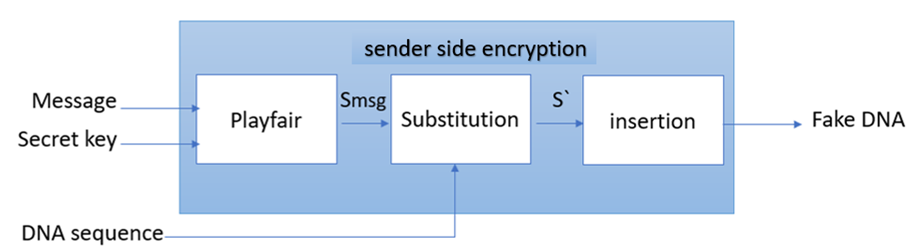 sender side encryption
Message
Secret key
Playfair
Smsg
Substitution
S`
insertion
Fake DNA
DNA sequence